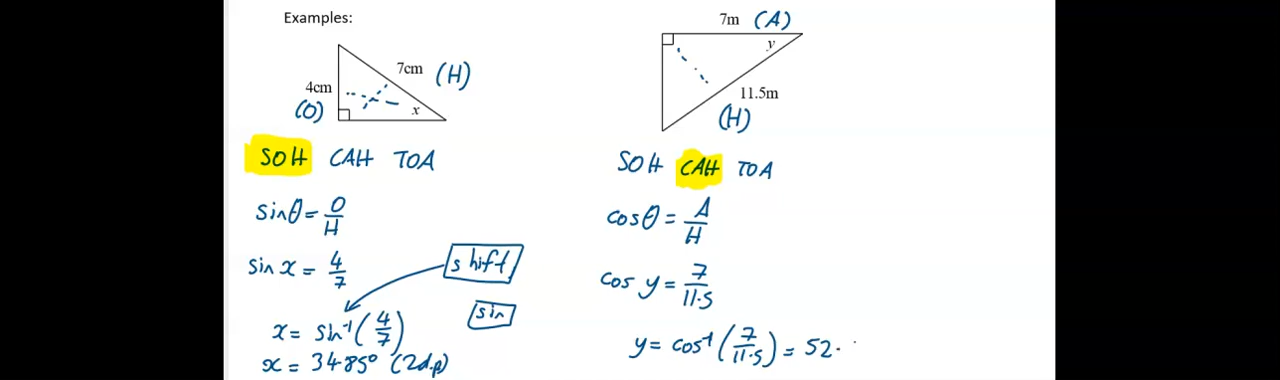 Examples:
7cm (H)
4cm
(O)
x
SOH CAH TOA
sinθ = O/H
sin x = 4/7
shift
sin
x = sin⁻¹(4/7)
x = 34.85° (2d.p)
7m (A)
y
11.5m
(H)
SOH CAH TOA
cosθ = A/H
cos y = 7/11.5
y = cos⁻¹(7/11.5) = 52.